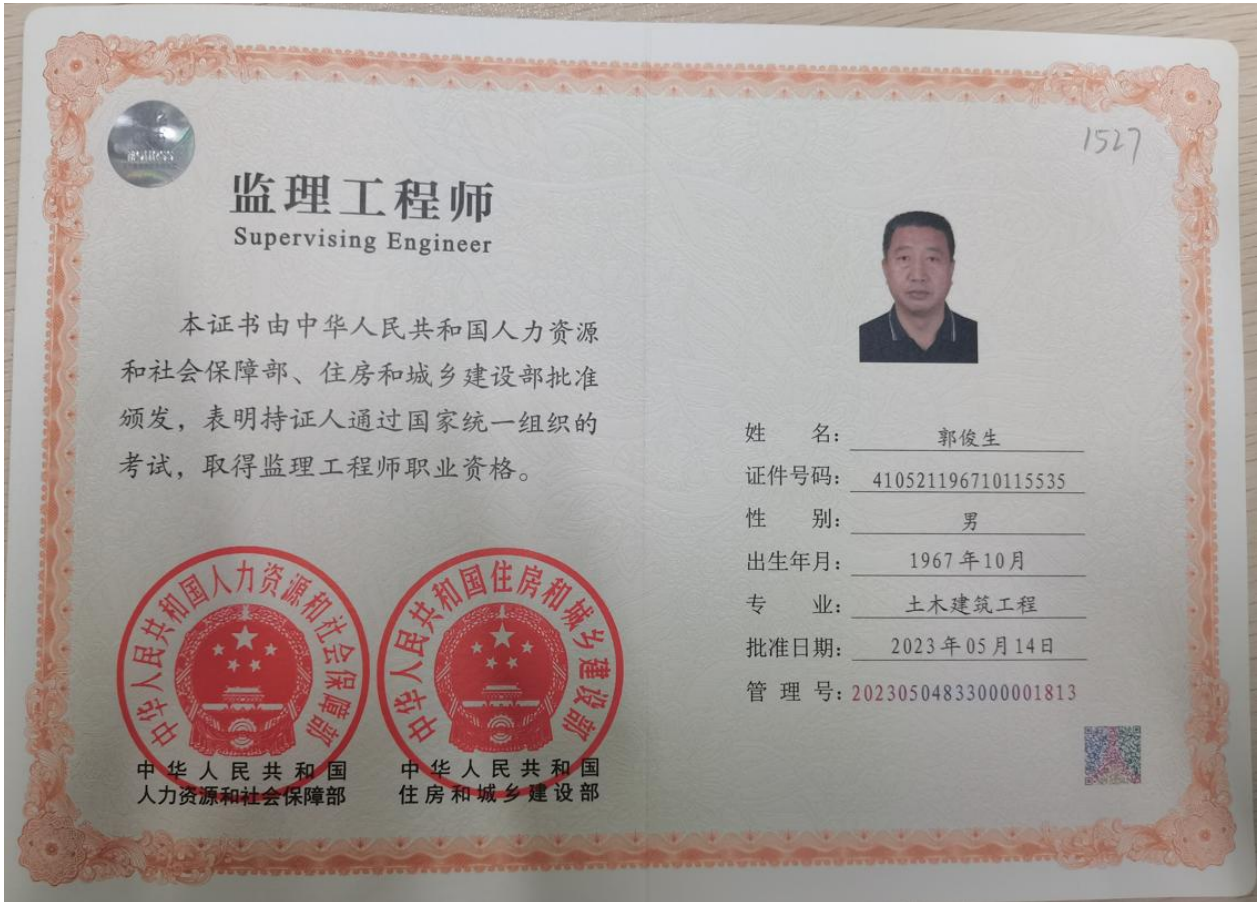 监理工程师
Supervising Engineer
本证书由中华人民共和国人力资源
和社会保障部、住房和城乡建设部批准
颁发，表明持证人通过国家统一组织的
考试，取得监理工程师职业资格。
中华人民共和国人力资源和社会保障部
中华人民共和国住房和城乡建设部
中华人民共和国
人力资源和社会保障部
中华人民共和国
住房和城乡建设部
1527
姓 名： 郭俊生
证件号码： 410521196710115535
性 别： 男
出生年月： 1967年10月
专 业： 土木建筑工程
批准日期： 2023年05月14日
管 理 号：20230504833000001813